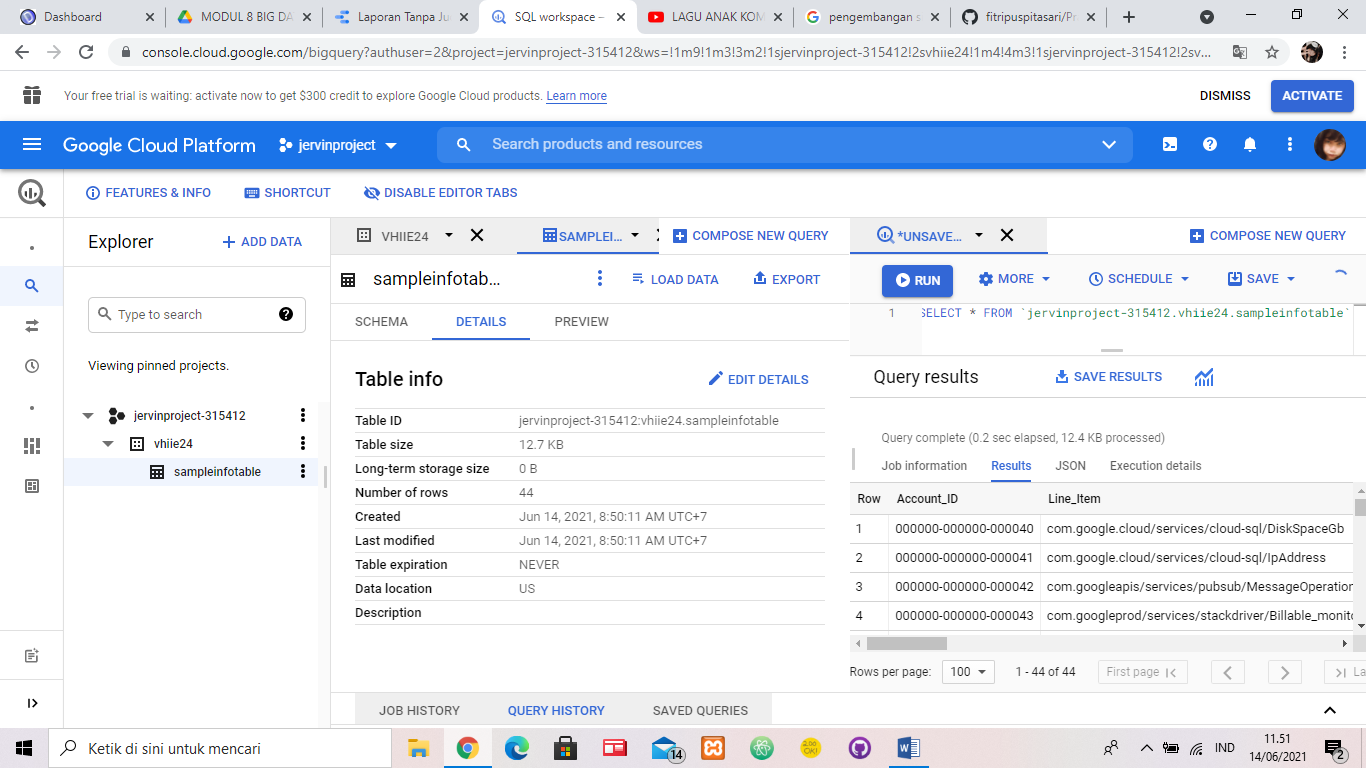 Dashboard
MODUL 8 BIG DA
Laporan Tanpa Ju
SQL workspace –
LAGU ANAK KOM
pengembangan s
fitripuspitasari/Pr
console.cloud.google.com/bigquery?authuser=2&project=jervinproject-315412&ws=!1m9!1m3!3m2!1sjervinproject-315412!2svhiie24!1m4!4m3!1sjervinproject-315412!2sv...
Your free trial is waiting: activate now to get $300 credit to explore Google Cloud products. Learn more
DISMISS
ACTIVATE
Google Cloud Platform
jervinproject
Search products and resources
FEATURES & INFO
SHORTCUT
DISABLE EDITOR TABS
Explorer
ADD DATA
Type to search
Viewing pinned projects.
jervinproject-315412
vhiie24
sampleinfotable
VHIIE24
SAMPLEI...
COMPOSE NEW QUERY
sampleinfotab...
LOAD DATA
EXPORT
SCHEMA
DETAILS
PREVIEW
Table info
EDIT DETAILS
Table ID jervinproject-315412:vhiie24.sampleinfotable
Table size 12.7 KB
Long-term storage size 0 B
Number of rows 44
Created Jun 14, 2021, 8:50:11 AM UTC+7
Last modified Jun 14, 2021, 8:50:11 AM UTC+7
Table expiration NEVER
Data location US
Description
*UNSAVE...
COMPOSE NEW QUERY
RUN
MORE
SCHEDULE
SAVE
1 SELECT * FROM `jervinproject-315412.vhiie24.sampleinfotable`
Query results
SAVE RESULTS
Query complete (0.2 sec elapsed, 12.4 KB processed)
Job information
Results
JSON
Execution details
Row Account_ID Line_Item
1 000000-000000-000040 com.google.cloud/services/cloud-sql/DiskSpaceGb
2 000000-000000-000041 com.google.cloud/services/cloud-sql/IpAddress
3 000000-000000-000042 com.googleapis/services/pubsub/MessageOperation
4 000000-000000-000043 com.googleprod/services/stackdriver/Billable_monito
Rows per page: 100 1 - 44 of 44 First page La
JOB HISTORY
QUERY HISTORY
SAVED QUERIES
Ketik di sini untuk mencari
14
IND
11.51
14/06/2021
2